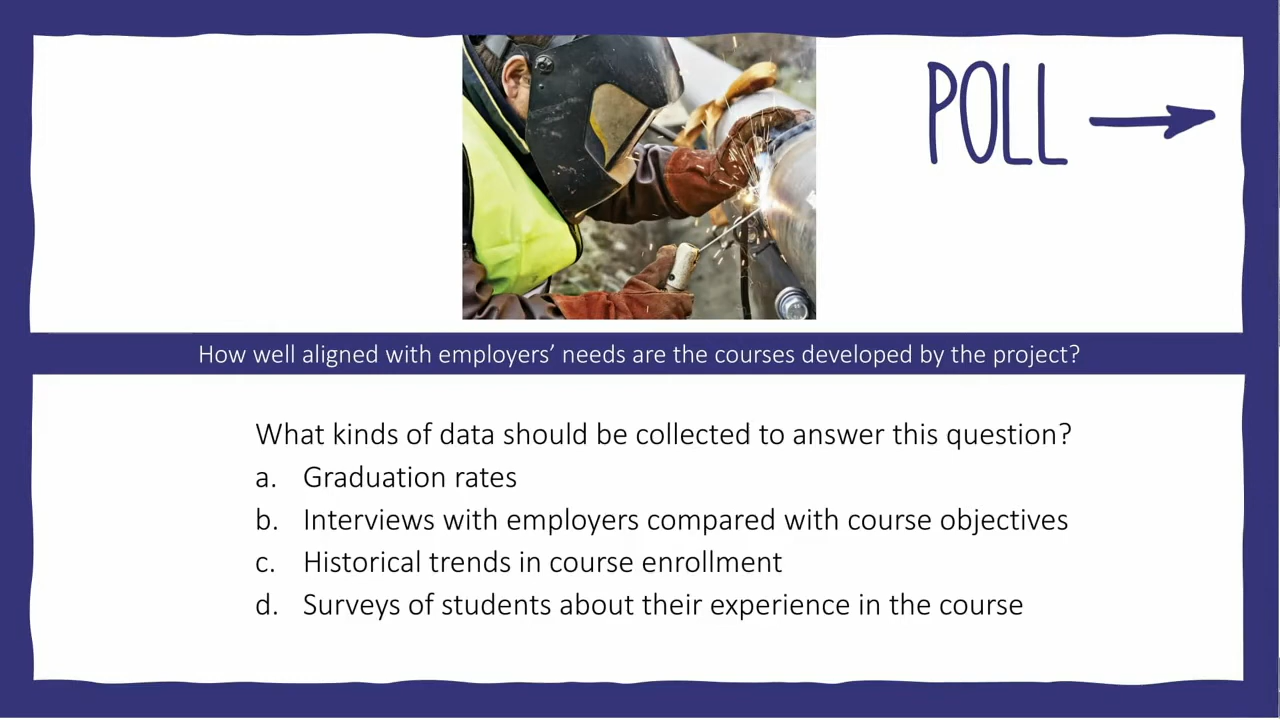 POLL
How well aligned with employers’ needs are the courses developed by the project?
What kinds of data should be collected to answer this question?
a. Graduation rates
b. Interviews with employers compared with course objectives
c. Historical trends in course enrollment
d. Surveys of students about their experience in the course